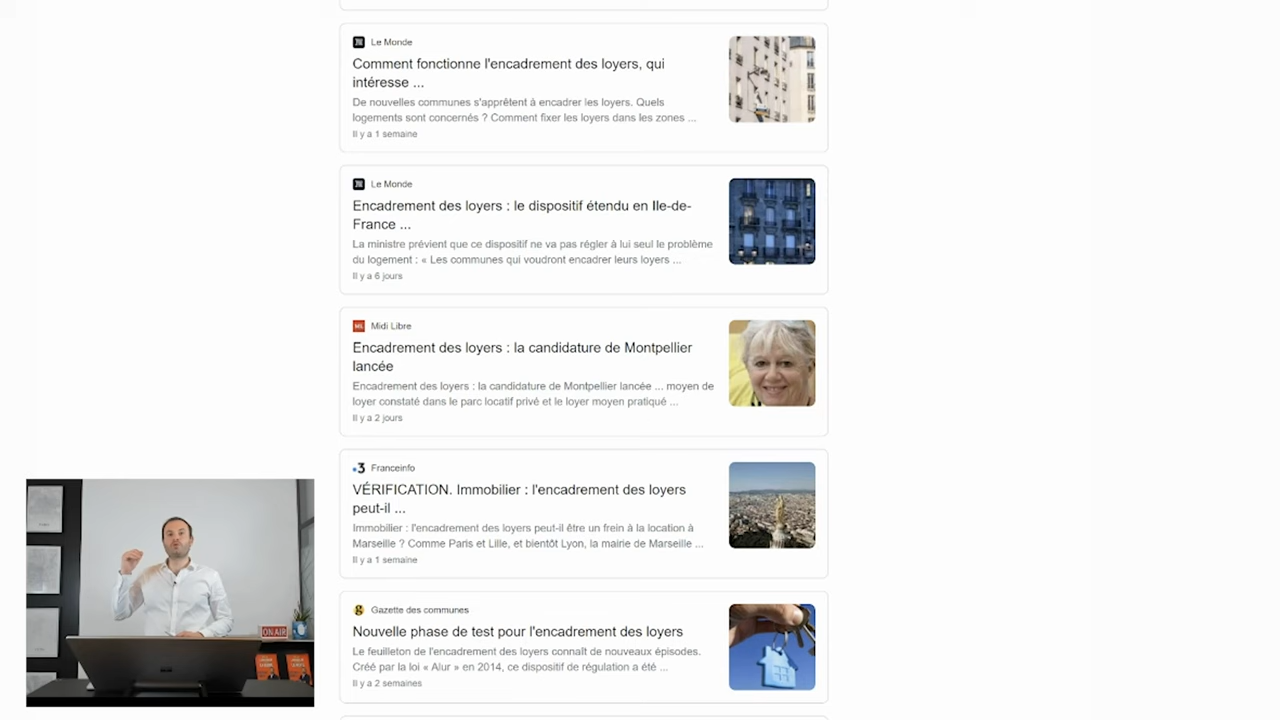 Le Monde
Comment fonctionne l'encadrement des loyers, qui
intéresse ...
De nouvelles communes s'apprêtent à encadrer les loyers. Quels
logements sont concernés ? Comment fixer les loyers dans les zones ...
Il y a 1 semaine
Le Monde
Encadrement des loyers : le dispositif étendu en Ile-de-
France ...
La ministre prévient que ce dispositif ne va pas régler à lui seul le problème
du logement : « Les communes qui voudront encadrer leurs loyers ...
Il y a 6 jours
Midi Libre
Encadrement des loyers : la candidature de Montpellier
lancée
Encadrement des loyers : la candidature de Montpellier lancée ... moyen de
loyer constaté dans le parc locatif privé et le loyer moyen pratiqué ...
Il y a 2 jours
.3 Franceinfo
VÉRIFICATION. Immobilier : l'encadrement des loyers
peut-il ...
Immobilier : l'encadrement des loyers peut-il être un frein à la location à
Marseille ? Comme Paris et Lille, et bientôt Lyon, la mairie de Marseille ...
Il y a 1 semaine
Gazette des communes
Nouvelle phase de test pour l'encadrement des loyers
Le feuilleton de l'encadrement des loyers connaît de nouveaux épisodes.
Créé par la loi « Alur » en 2014, ce dispositif de régulation a été ...
Il y a 2 semaines
ON AIR